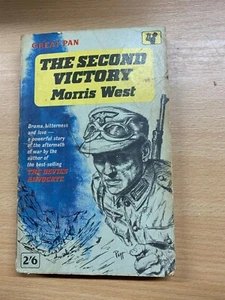 GREAT PAN
THE SECOND
VICTORY
Morris West
Drama, bitterness
and love—
a powerful story
of the aftermath
of war by the
author of
the best-selling
THE DEVIL'S
ADVOCATE
2'6